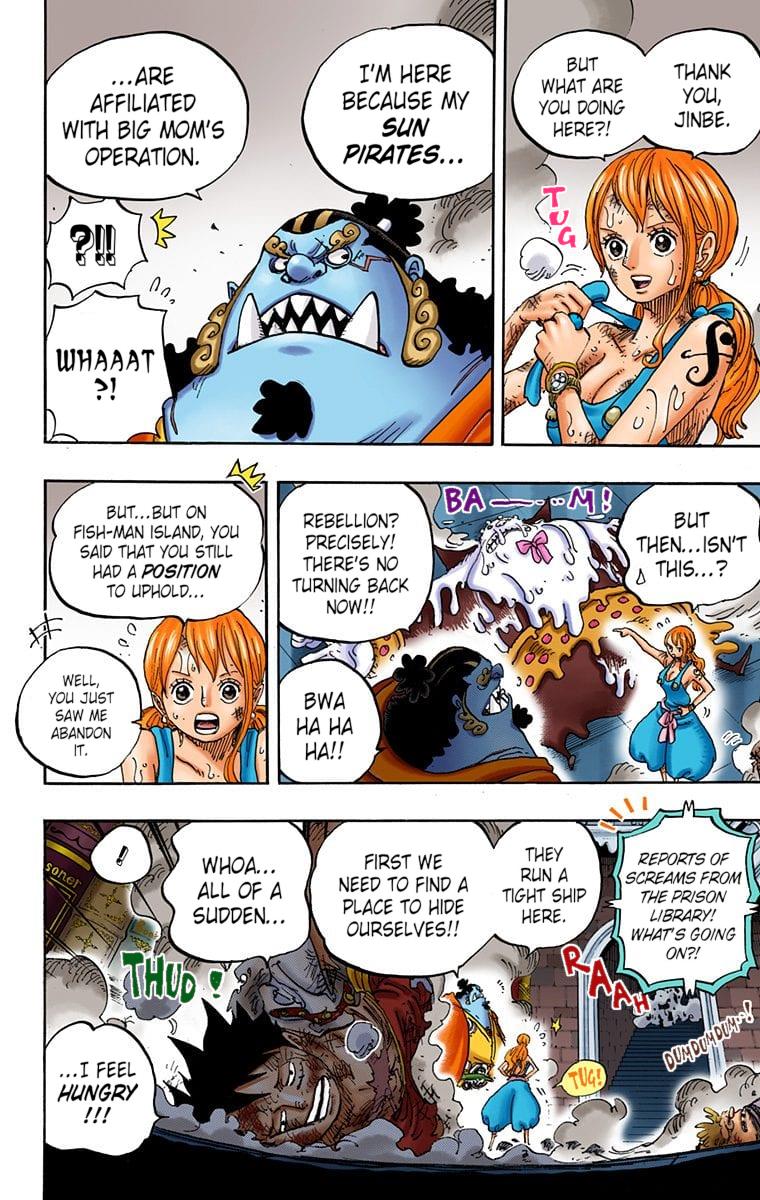 THANK
YOU,
JINBE.
BUT
WHAT ARE
YOU DOING
HERE?!
TUG
I'M HERE
BECAUSE MY
SUN
PIRATES...
...ARE
AFFILIATED
WITH BIG MOM'S
OPERATION.
?!!
WHAAAT
?!
BUT
THEN...ISN'T
THIS...?
BA——···M!
REBELLION?
PRECISELY!
THERE'S NO
TURNING BACK
NOW!!
BWA
HA HA
HA!!
BUT...BUT ON
FISH-MAN ISLAND, YOU
SAID THAT YOU STILL
HAD A POSITION
TO UPHOLD...
WELL,
YOU JUST
SAW ME
ABANDON
IT.
REPORTS OF
SCREAMS FROM
THE PRISON
LIBRARY!
WHAT'S GOING
ON?!
RAAH
DUMDUMDUM~!
TUG!
THEY
RUN A
TIGHT SHIP
HERE.
FIRST WE
NEED TO FIND A
PLACE TO HIDE
OURSELVES!!
WHOA...
ALL OF A
SUDDEN...
!
soner
THUD!
...I FEEL
HUNGRY
!!!